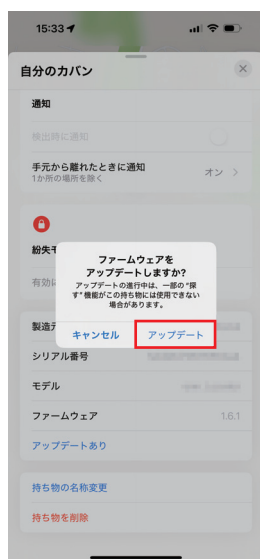 15:33
自分のカバン
通知
検出時に通知
手元から離れたときに通知
1か所の場所を除く
オン
紛失モ
ファームウェアを
アップデートしますか?
アップデートの進行中は、一部の"探
す"機能がこの持ち物には使用できない
場合があります。
有効に
キャンセル
アップデート
製造元
シリアル番号
モデル
ファームウェア
1.6.1
アップデートあり
持ち物の名称変更
持ち物を削除